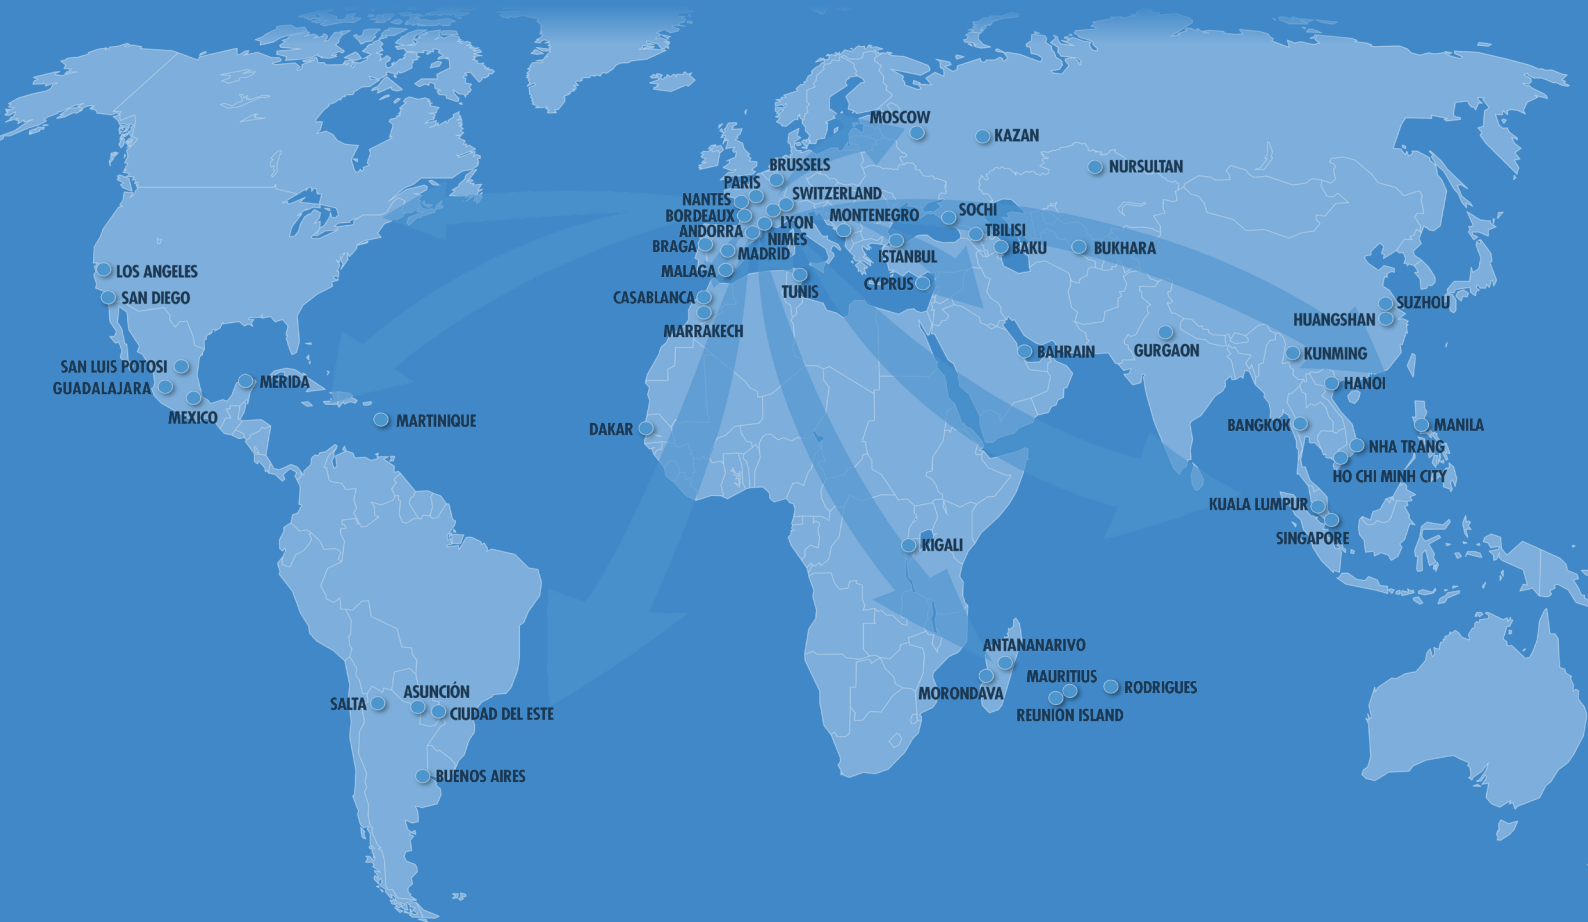 MOSCOW
KAZAN
BRUSSELS
NURSULTAN
PARIS
SWITZERLAND
NANTES
BORDEAUX
LYON
MONTENEGRO
SOCHI
ANDORRA
NIMES
TBILISI
BRAGA
MADRID
ISTANBUL
BAKU
BUKHARA
LOS ANGELES
MALAGA
TUNIS
CYPRUS
SAN DIEGO
CASABLANCA
SUZHOU
MARRAKECH
HUANGSHAN
GURGAON
BAHRAIN
KUNMING
SAN LUIS POTOSI
GUADALAJARA
MERIDA
HANOI
MEXICO
MARTINIQUE
DAKAR
BANGKOK
MANILA
NHA TRANG
HO CHI MINH CITY
KUALA LUMPUR
SINGAPORE
KIGALI
ANTANANARIVO
MAURITIUS
RODRIGUES
MORONDAVA
REUNION ISLAND
ASUNCIÓN
SALTA
CIUDAD DEL ESTE
BUENOS AIRES